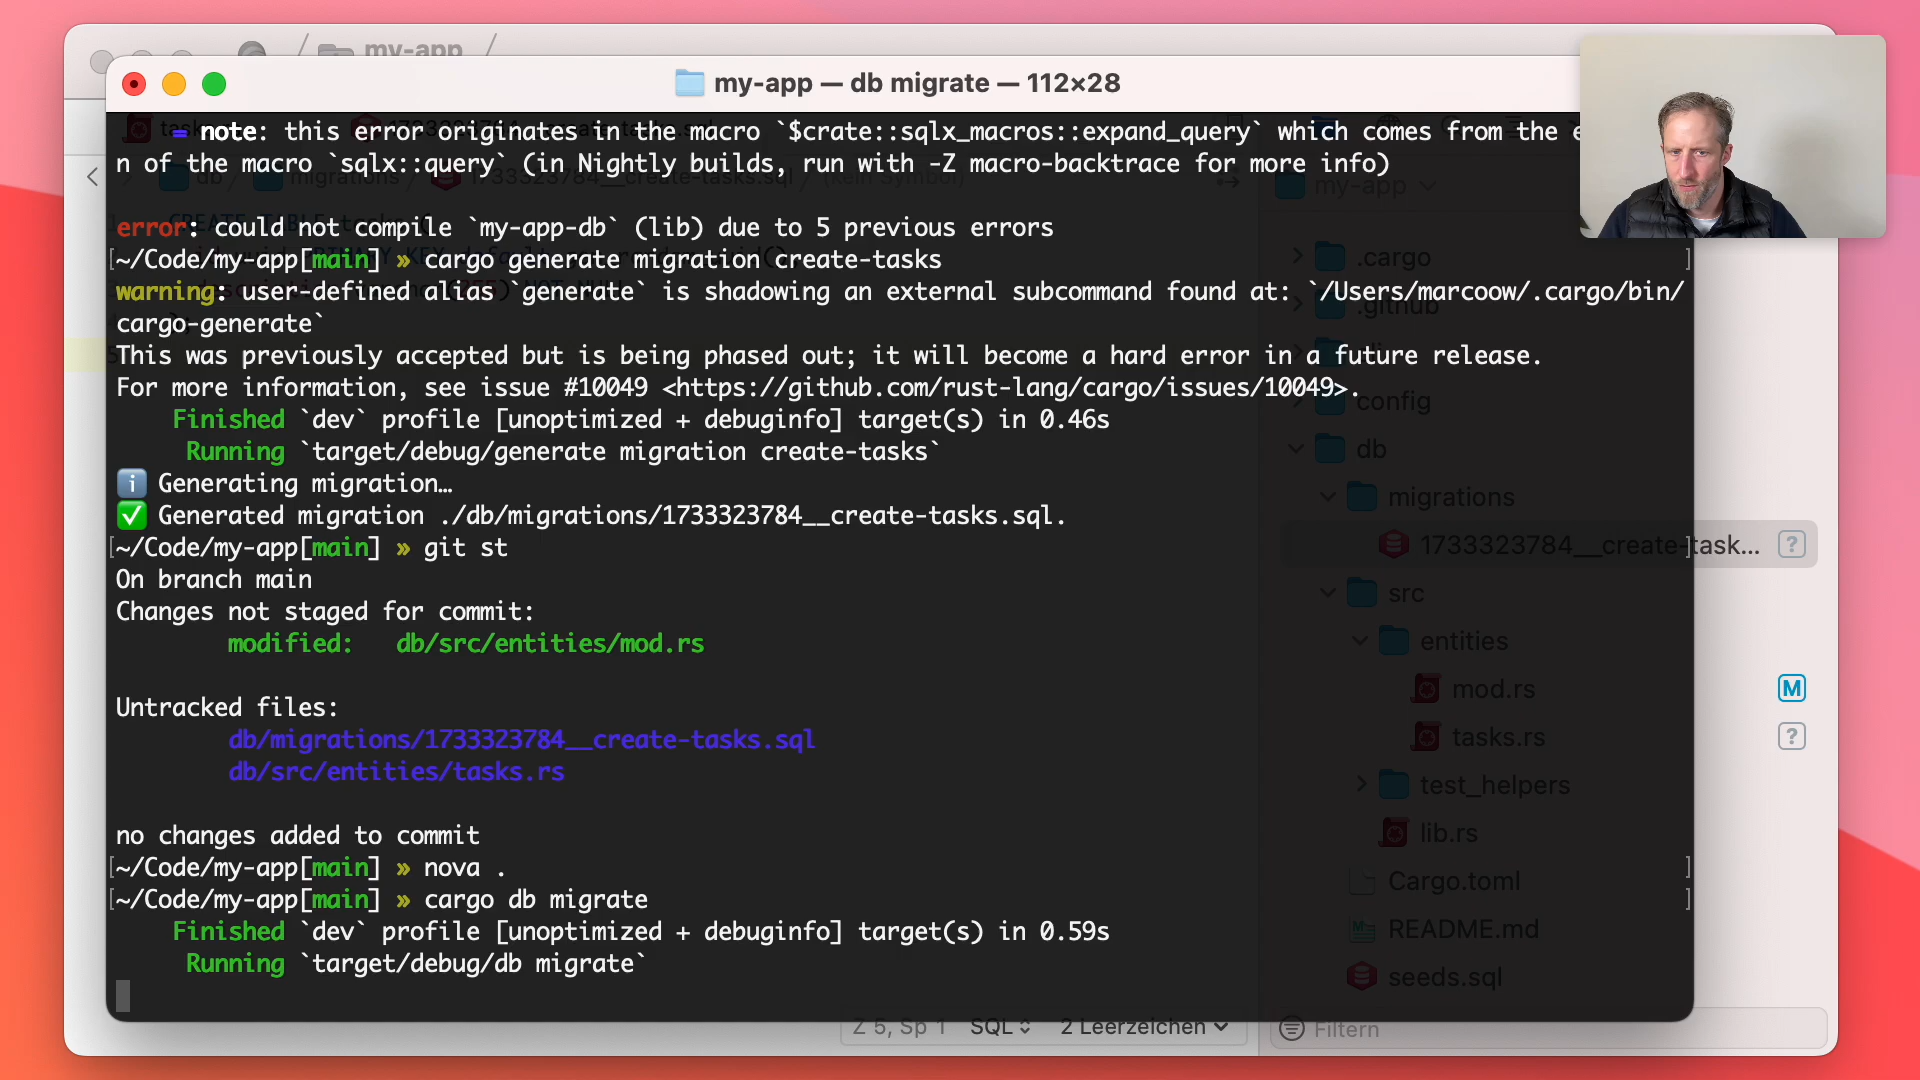 my-app
my-app — db migrate — 112×28
= note: this error originates in the macro `$crate::sqlx_macros::expand_query` which comes from the e
n of the macro `sqlx::query` (in Nightly builds, run with -Z macro-backtrace for more info)
error: could not compile `my-app-db` (lib) due to 5 previous errors
[~/Code/my-app[main] » cargo generate migration create-tasks ]
warning: user-defined alias `generate` is shadowing an external subcommand found at: `/Users/marcoow/.cargo/bin/
cargo-generate`
This was previously accepted but is being phased out; it will become a hard error in a future release.
For more information, see issue #10049 <https://github.com/rust-lang/cargo/issues/10049>.
Finished `dev` profile [unoptimized + debuginfo] target(s) in 0.46s
Running `target/debug/generate migration create-tasks`
ℹ️ Generating migration…
✅ Generated migration ./db/migrations/1733323784__create-tasks.sql.
[~/Code/my-app[main] » git st ]
On branch main
Changes not staged for commit:
modified: db/src/entities/mod.rs
Untracked files:
db/migrations/1733323784__create-tasks.sql
db/src/entities/tasks.rs
no changes added to commit
[~/Code/my-app[main] » nova . ]
[~/Code/my-app[main] » cargo db migrate ]
Finished `dev` profile [unoptimized + debuginfo] target(s) in 0.59s
Running `target/debug/db migrate`
my-app
.cargo
.github
config
db
migrations
1733323784__create-task... ?
src
entities
mod.rs M
tasks.rs ?
test_helpers
lib.rs
Cargo.toml
README.md
seeds.sql
Z 5, Sp 1 SQL 2 Leerzeichen
Filtern